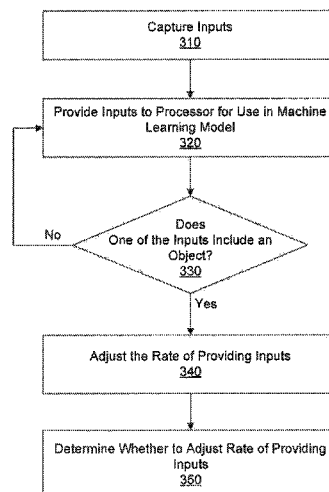 Capture Inputs
310
Provide Inputs to Processor for Use in Machine
Learning Model
320
Does
One of the Inputs Include an
Object?
330
No
Yes
Adjust the Rate of Providing Inputs
340
Determine Whether to Adjust Rate of Providing
Inputs
350